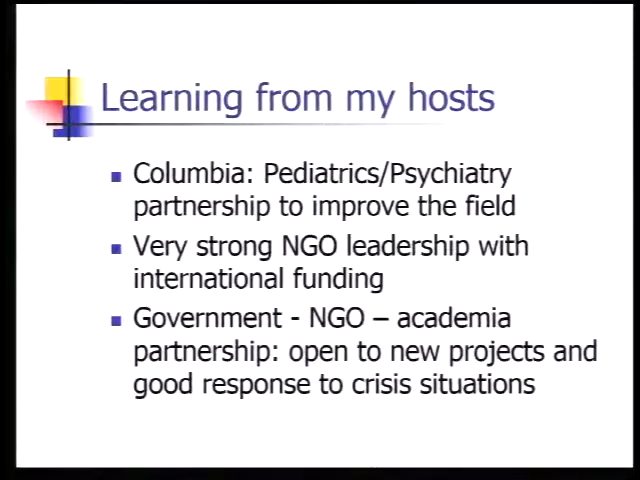 Learning from my hosts
Columbia: Pediatrics/Psychiatry
partnership to improve the field
Very strong NGO leadership with
international funding
Government - NGO – academia
partnership: open to new projects and
good response to crisis situations